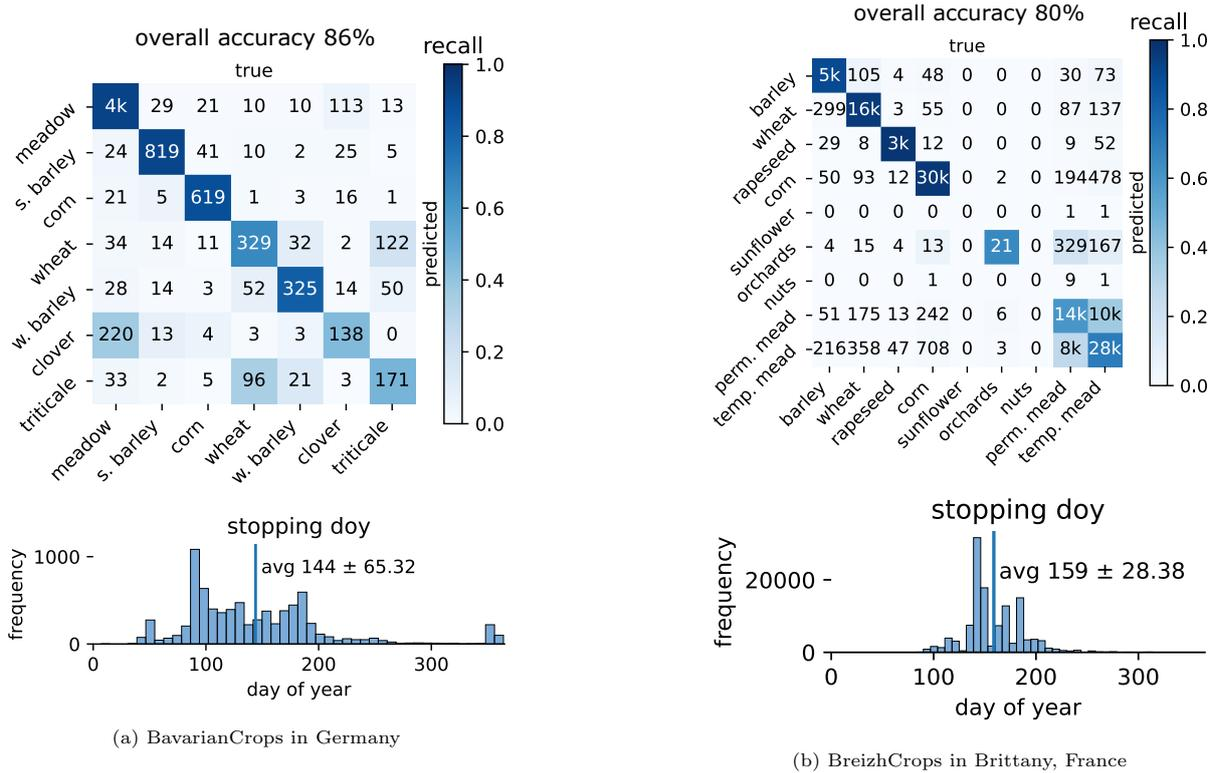 overall accuracy 86%
recall
true
meadow 4k 29 21 10 10 113 13
s. barley 24 819 41 10 2 25 5
corn 21 5 619 1 3 16 1
wheat 34 14 11 329 32 2 122
w. barley 28 14 3 52 325 14 50
clover 220 13 4 3 3 138 0
triticale 33 2 5 96 21 3 171
meadow s. barley corn wheat w. barley clover triticale
predicted
1.0
0.8
0.6
0.4
0.2
0.0
stopping doy
avg 144 ± 65.32
frequency
1000
0
0 100 200 300
day of year
(a) BavarianCrops in Germany
overall accuracy 80%
recall
true
barley 5k 105 4 48 0 0 0 30 73
wheat 299 16k 3 55 0 0 0 87 137
rapeseed 29 8 3k 12 0 0 0 9 52
corn 50 93 12 30k 0 2 0 194 478
sunflower 0 0 0 0 0 0 0 1 1
orchards 4 15 4 13 0 21 0 329 167
nuts 0 0 0 1 0 0 0 9 1
perm. mead 51 175 13 242 0 6 0 14k 10k
temp. mead 216 358 47 708 0 3 0 8k 28k
barley wheat rapeseed corn sunflower orchards nuts perm. mead temp. mead
predicted
1.0
0.8
0.6
0.4
0.2
0.0
stopping doy
avg 159 ± 28.38
frequency
20000
0
0 100 200 300
day of year
(b) BreizhCrops in Brittany, France